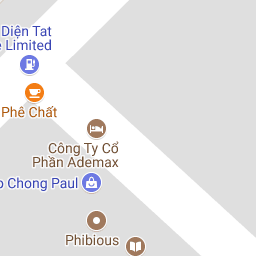 Diện Tat
Limited
Phê Chất
Công Ty Cổ
Phần Ademax
Chong Paul
Phibious